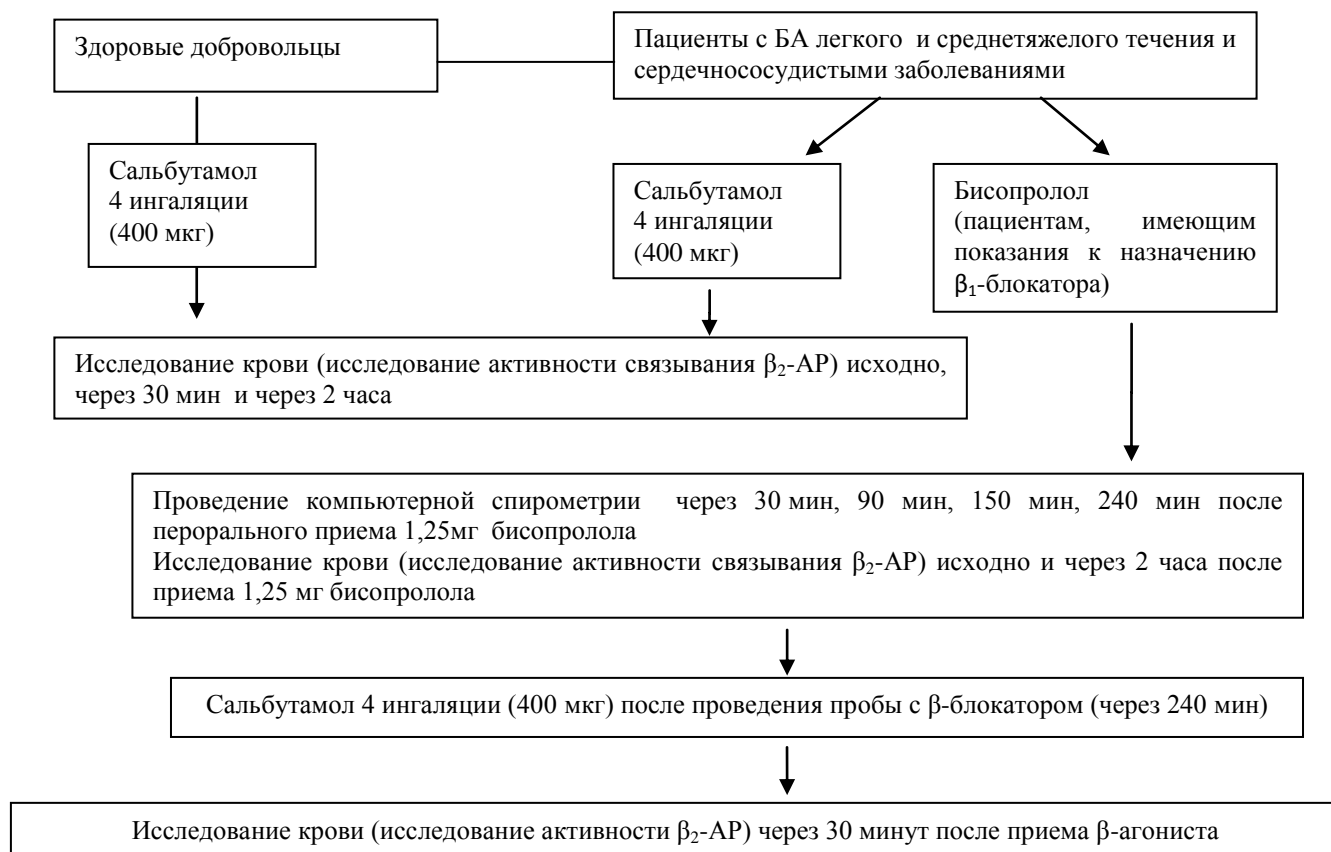 Здоровые добровольцы
Пациенты с БА легкого и среднетяжелого течения и
сердечнососудистыми заболеваниями
Сальбутамол
4 ингаляции
(400 мкг)
Сальбутамол
4 ингаляции
(400 мкг)
Бисопролол
(пациентам, имеющим
показания к назначению
β₁-блокатора)
Исследование крови (исследование активности связывания β₂-АР) исходно,
через 30 мин и через 2 часа
Проведение компьютерной спирометрии через 30 мин, 90 мин, 150 мин, 240 мин после
перорального приема 1,25мг бисопролола
Исследование крови (исследование активности связывания β₂-АР) исходно и через 2 часа после
приема 1,25 мг бисопролола
Сальбутамол 4 ингаляции (400 мкг) после проведения пробы с β-блокатором (через 240 мин)
Исследование крови (исследование активности β₂-АР) через 30 минут после приема β-агониста